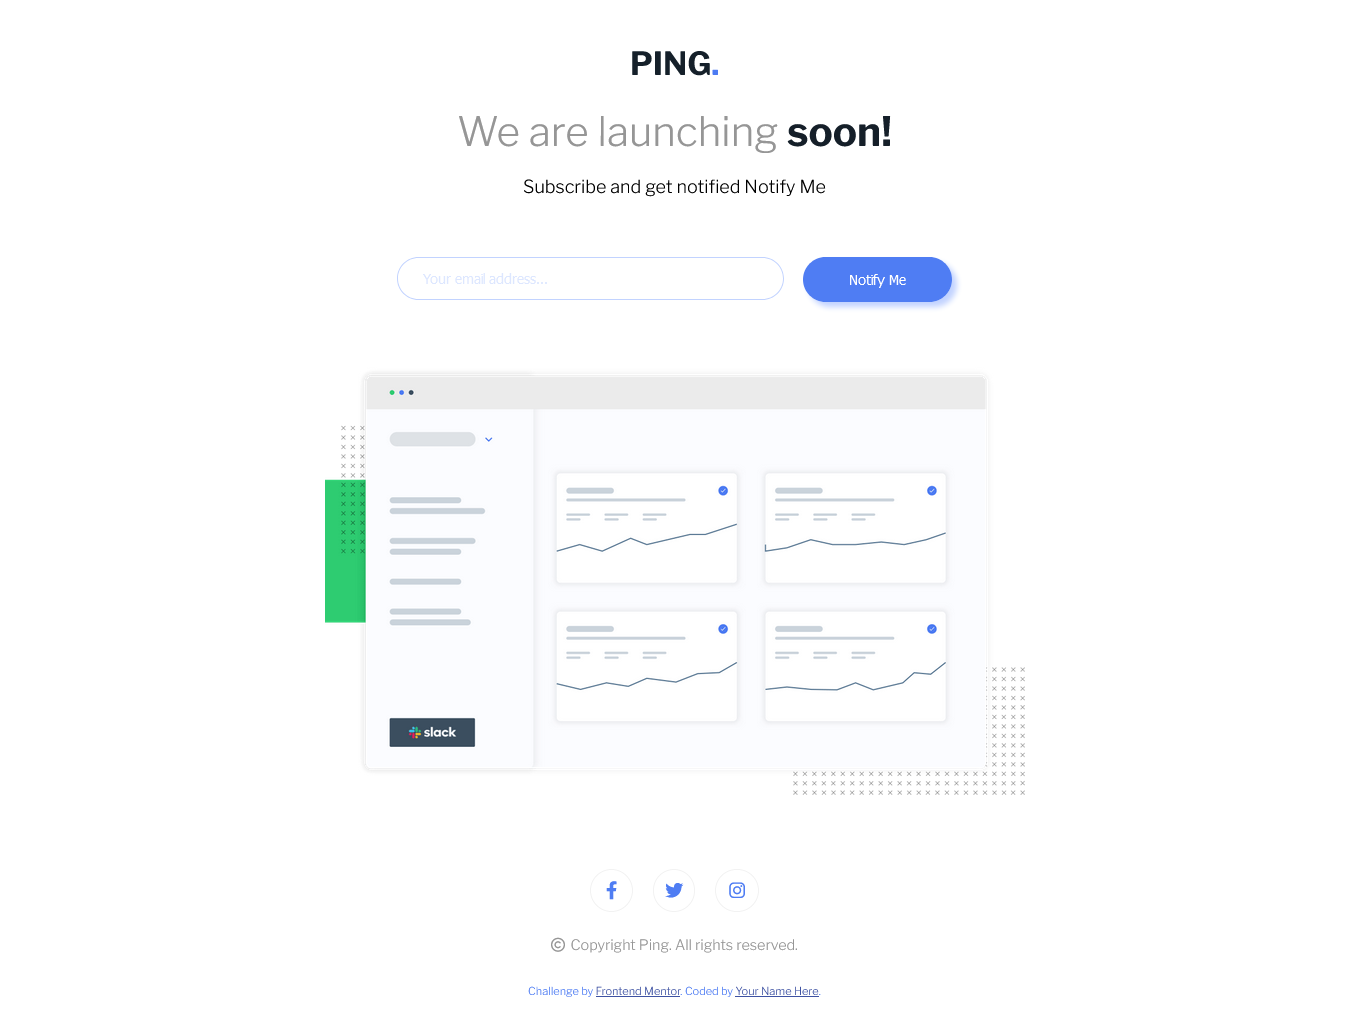 PING.
We are launching soon!
Subscribe and get notified Notify Me
Your email address...
Notify Me
slack
© Copyright Ping. All rights reserved.
Challenge by Frontend Mentor. Coded by Your Name Here.